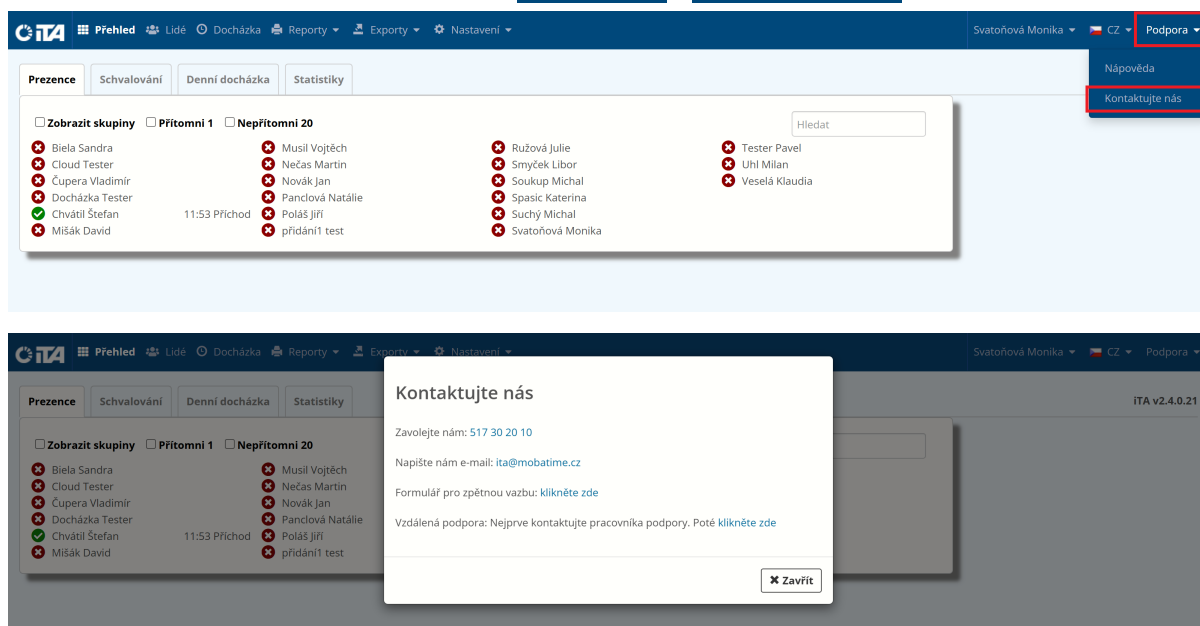 iTA Přehled Lidé Docházka Reporty Exporty Nastavení Svatoňová Monika CZ Podpora
Nápověda
Kontaktujte nás
Prezence Schvalování Denní docházka Statistiky
Zobrazit skupiny Přítomni 1 Nepřítomni 20 Hledat
Biela Sandra Musil Vojtěch Ružová Julie Tester Pavel
Cloud Tester Nečas Martin Smyček Libor Uhl Milan
Čupera Vladimír Novák Jan Soukup Michal Veselá Klaudia
Docházka Tester Panclová Natálie Spasic Katerina
Chvátil Štefan 11:53 Příchod Poláš Jiří Suchý Michal
Mišák David přidání1 test Svatoňová Monika
iTA Přehled Lidé Docházka Reporty Exporty Nastavení Svatoňová Monika CZ Podpora
Prezence Schvalování Denní docházka Statistiky
iTA v2.4.0.21
Zobrazit skupiny Přítomni 1 Nepřítomni 20
Biela Sandra Musil Vojtěch
Cloud Tester Nečas Martin
Čupera Vladimír Novák Jan
Docházka Tester Panclová Natálie
Chvátil Štefan 11:53 Příchod Poláš Jiří
Mišák David přidání1 test
Kontaktujte nás
Zavolejte nám: 517 30 20 10
Napište nám e-mail: ita@mobatime.cz
Formulář pro zpětnou vazbu: klikněte zde
Vzdálená podpora: Nejprve kontaktujte pracovníka podpory. Poté klikněte zde
Zavřít